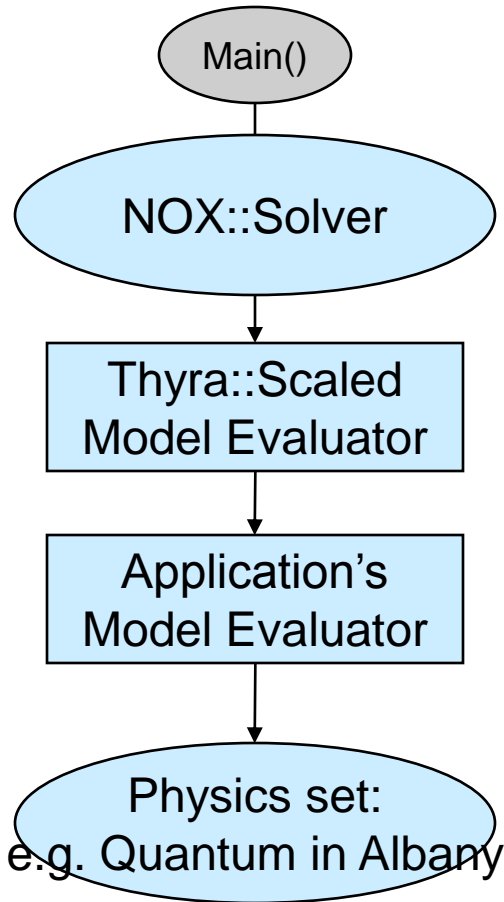 Main()
NOX::Solver
Thyra::Scaled
Model Evaluator
Application’s
Model Evaluator
Physics set:
e.g. Quantum in Albany